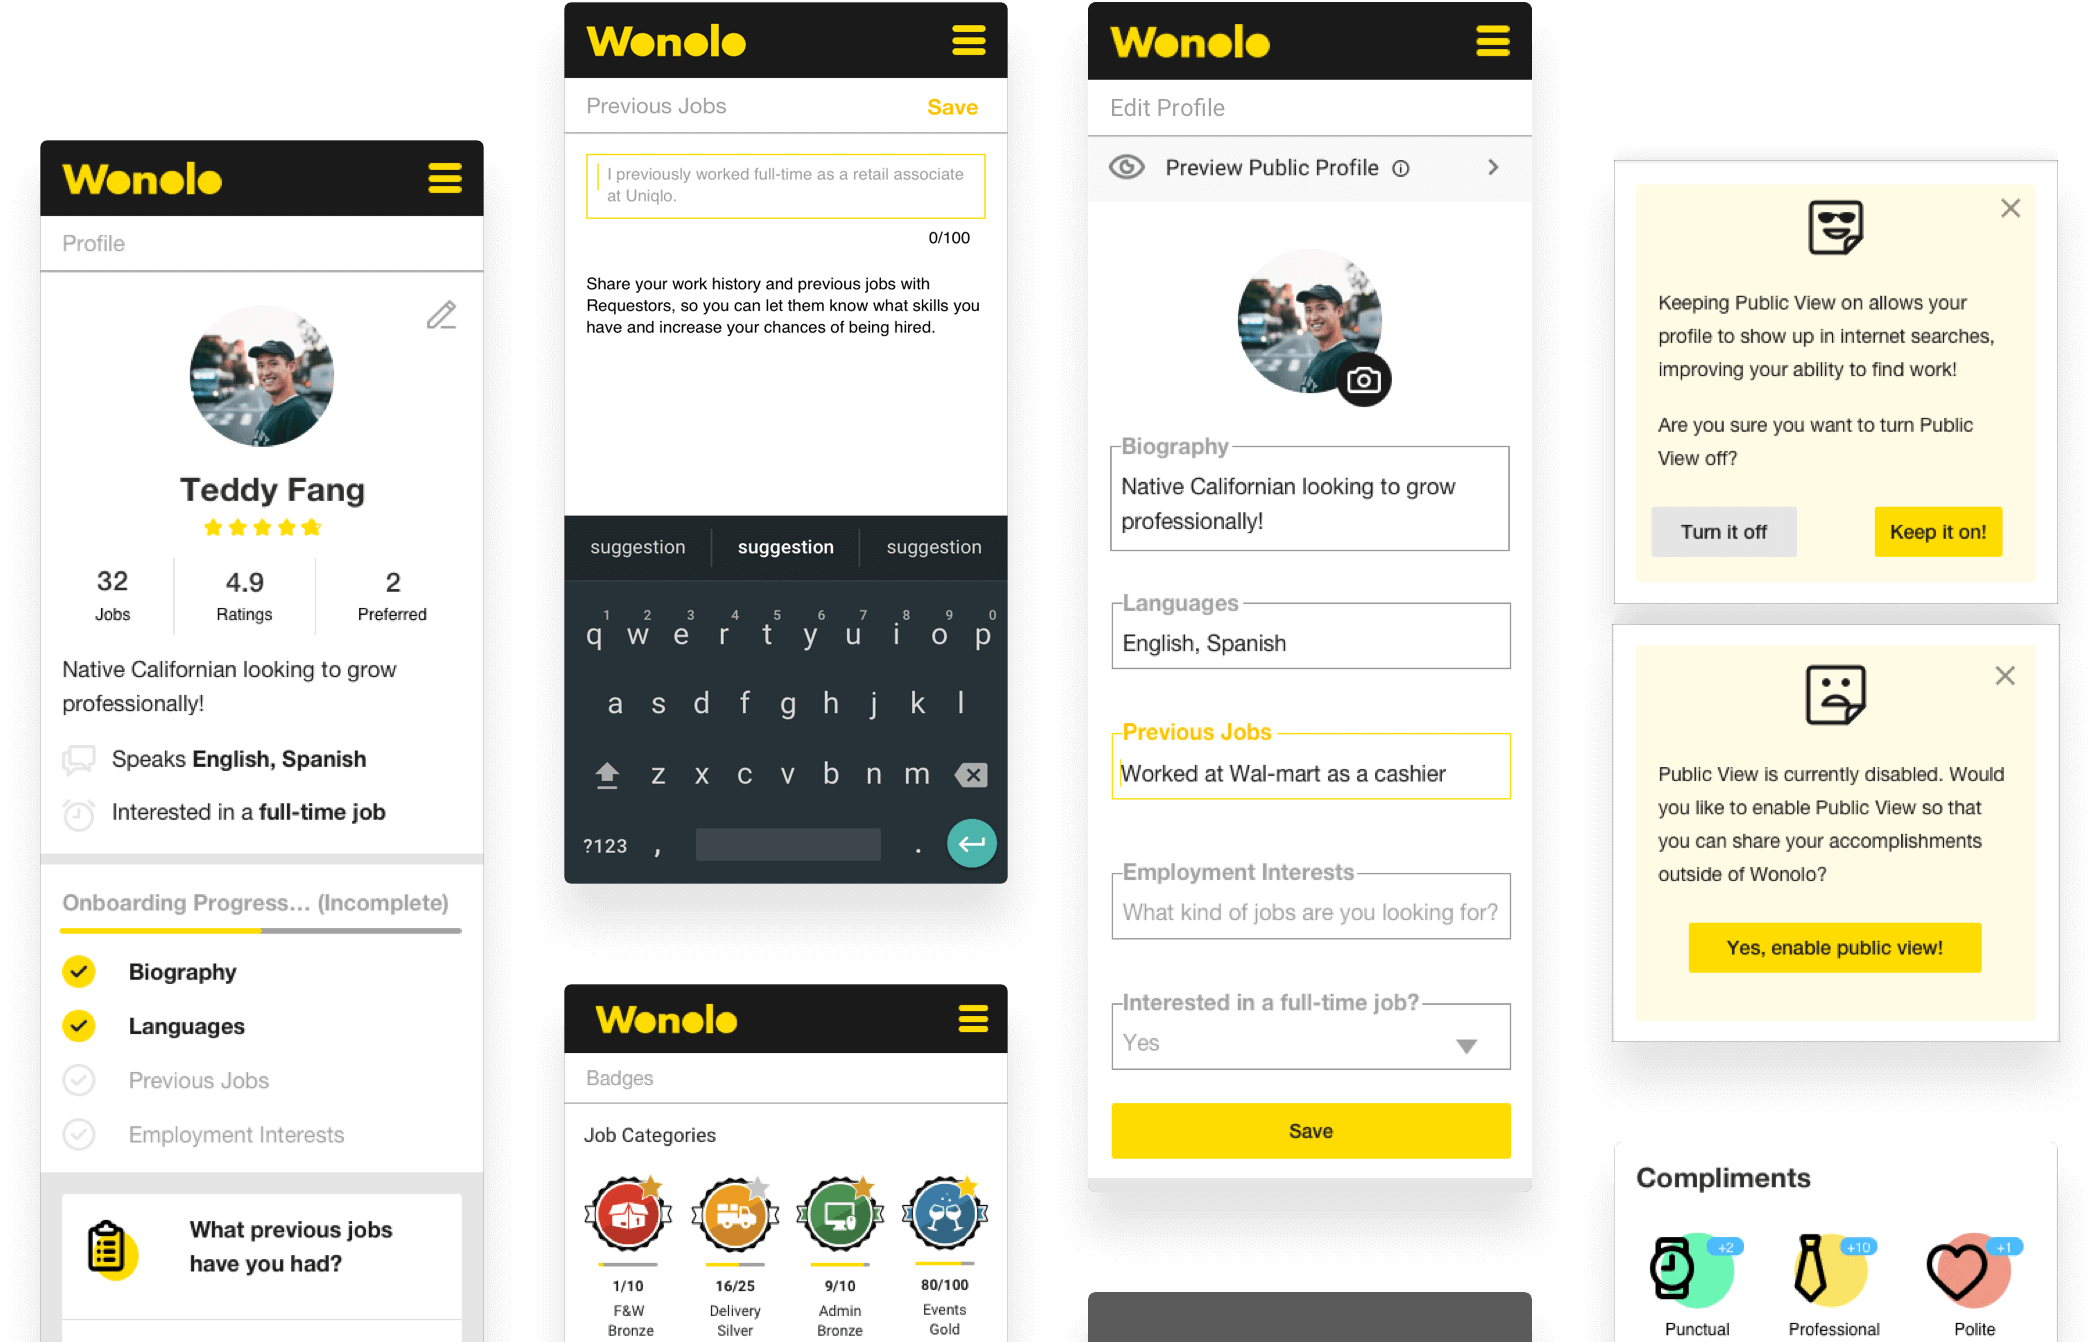 Wonolo
Profile
Teddy Fang
32
Jobs
4.9
Ratings
2
Preferred
Native Californian looking to grow
professionally!
Speaks English, Spanish
Interested in a full-time job
Onboarding Progress... (Incomplete)
Biography
Languages
Previous Jobs
Employment Interests
What previous jobs
have you had?
Wonolo
Previous Jobs
Save
I previously worked full-time as a retail associate
at Uniqlo.
0/100
Share your work history and previous jobs with
Requestors, so you can let them know what skills you
have and increase your chances of being hired.
suggestion suggestion suggestion
1 2 3 4 5 6 7 8 9 0
q w e r t y u i o p
a s d f g h j k l
z x c v b n m
?123 , .
Wonolo
Badges
Job Categories
1/10
F&W
Bronze
16/25
Delivery
Silver
9/10
Admin
Bronze
80/100
Events
Gold
Wonolo
Edit Profile
Preview Public Profile
Biography
Native Californian looking to grow
professionally!
Languages
English, Spanish
Previous Jobs
Worked at Wal-mart as a cashier
Employment Interests
What kind of jobs are you looking for?
Interested in a full-time job?
Yes
Save
Keeping Public View on allows your
profile to show up in internet searches,
improving your ability to find work!
Are you sure you want to turn Public
View off?
Turn it off
Keep it on!
Public View is currently disabled. Would
you like to enable Public View so that
you can share your accomplishments
outside of Wonolo?
Yes, enable public view!
Compliments
+2
Punctual
+10
Professional
+1
Polite